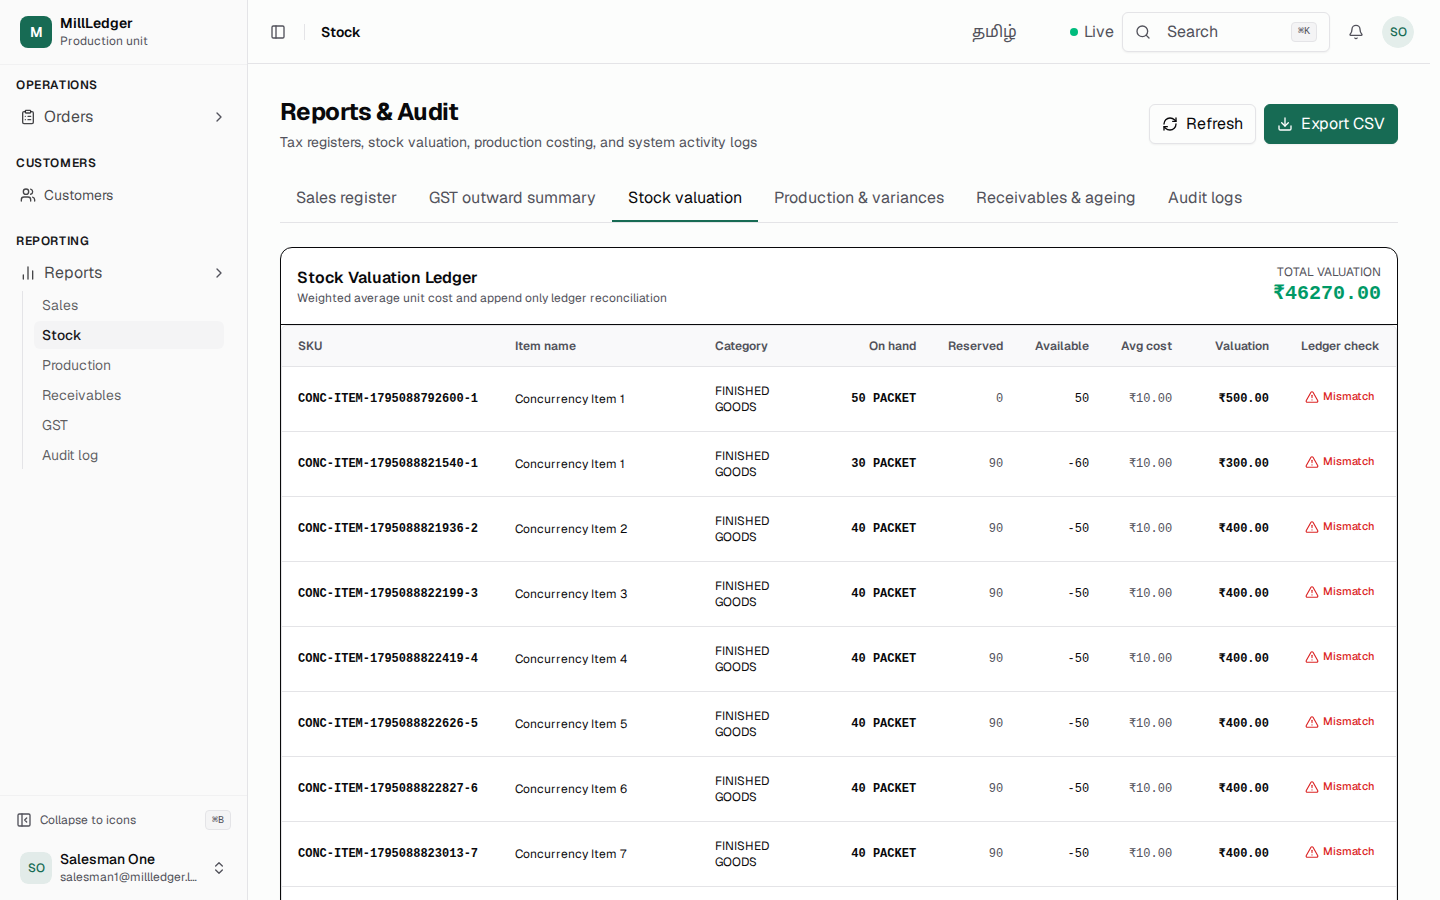 M
MillLedger
Production unit
OPERATIONS
Orders
CUSTOMERS
Customers
REPORTING
Reports
Sales
Stock
Production
Receivables
GST
Audit log
Collapse to icons ⌘B
SO
Salesman One
salesman1@millledger.l...
Stock
தமிழ்
Live
Search ⌘K
SO
Reports & Audit
Tax registers, stock valuation, production costing, and system activity logs
Refresh
Export CSV
Sales register GST outward summary Stock valuation Production & variances Receivables & ageing Audit logs
Stock Valuation Ledger
Weighted average unit cost and append only ledger reconciliation
TOTAL VALUATION
₹46270.00
SKU Item name Category On hand Reserved Available Avg cost Valuation Ledger check
CONC-ITEM-1795088792600-1 Concurrency Item 1 FINISHED GOODS 50 PACKET 0 50 ₹10.00 ₹500.00 Mismatch
CONC-ITEM-1795088821540-1 Concurrency Item 1 FINISHED GOODS 30 PACKET 90 -60 ₹10.00 ₹300.00 Mismatch
CONC-ITEM-1795088821936-2 Concurrency Item 2 FINISHED GOODS 40 PACKET 90 -50 ₹10.00 ₹400.00 Mismatch
CONC-ITEM-1795088822199-3 Concurrency Item 3 FINISHED GOODS 40 PACKET 90 -50 ₹10.00 ₹400.00 Mismatch
CONC-ITEM-1795088822419-4 Concurrency Item 4 FINISHED GOODS 40 PACKET 90 -50 ₹10.00 ₹400.00 Mismatch
CONC-ITEM-1795088822626-5 Concurrency Item 5 FINISHED GOODS 40 PACKET 90 -50 ₹10.00 ₹400.00 Mismatch
CONC-ITEM-1795088822827-6 Concurrency Item 6 FINISHED GOODS 40 PACKET 90 -50 ₹10.00 ₹400.00 Mismatch
CONC-ITEM-1795088823013-7 Concurrency Item 7 FINISHED GOODS 40 PACKET 90 -50 ₹10.00 ₹400.00 Mismatch